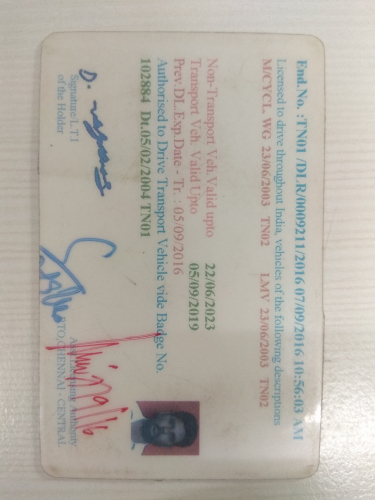 End.No. :TN01 /DLR/0009211/2016 07/09/2016 10:56:03 AM
Licensed to drive throughout India, vehicles of the following descriptions
M/CYCL. WG 23/06/2003 TN02 LMV 23/06/2003 TN02
Non-Transport Veh.Valid upto 22/06/2023
Transport Veh. Valid Upto 05/09/2019
Prev.DL.Exp.Date - Tr. : 05/09/2016
Authorised to Drive Transport Vehicle vide Badge No.
102884 Dt.05/02/2004 TN01
D.
Signature/L.T.I
of the Holder
Authority
RTO,CHENNAI - CENTRAL